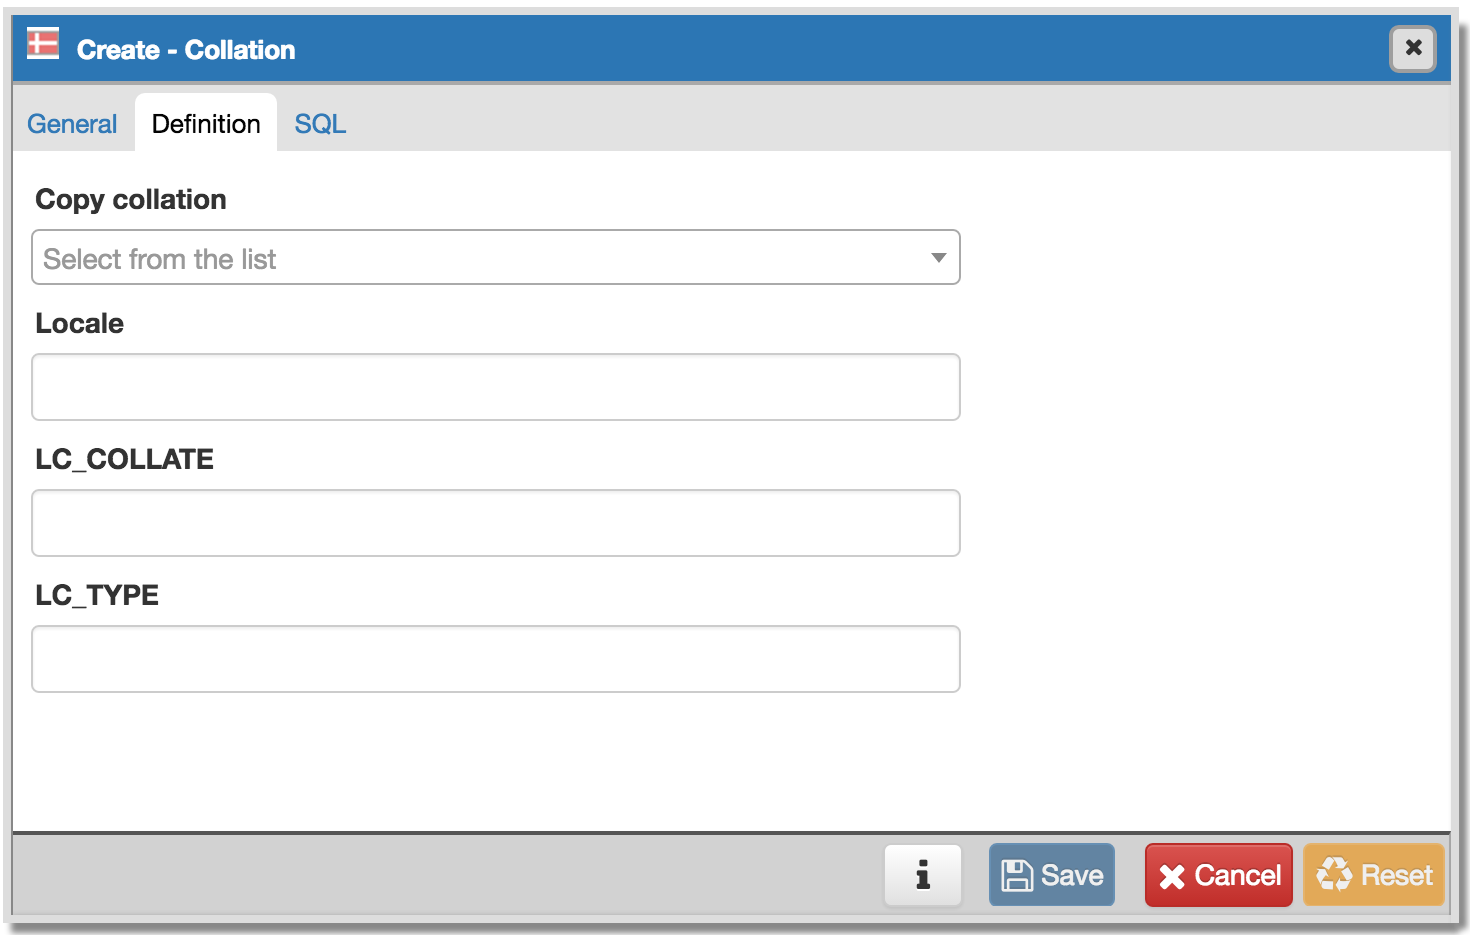 Create - Collation
General Definition SQL
Copy collation
Select from the list
Locale
LC_COLLATE
LC_TYPE
i Save Cancel Reset